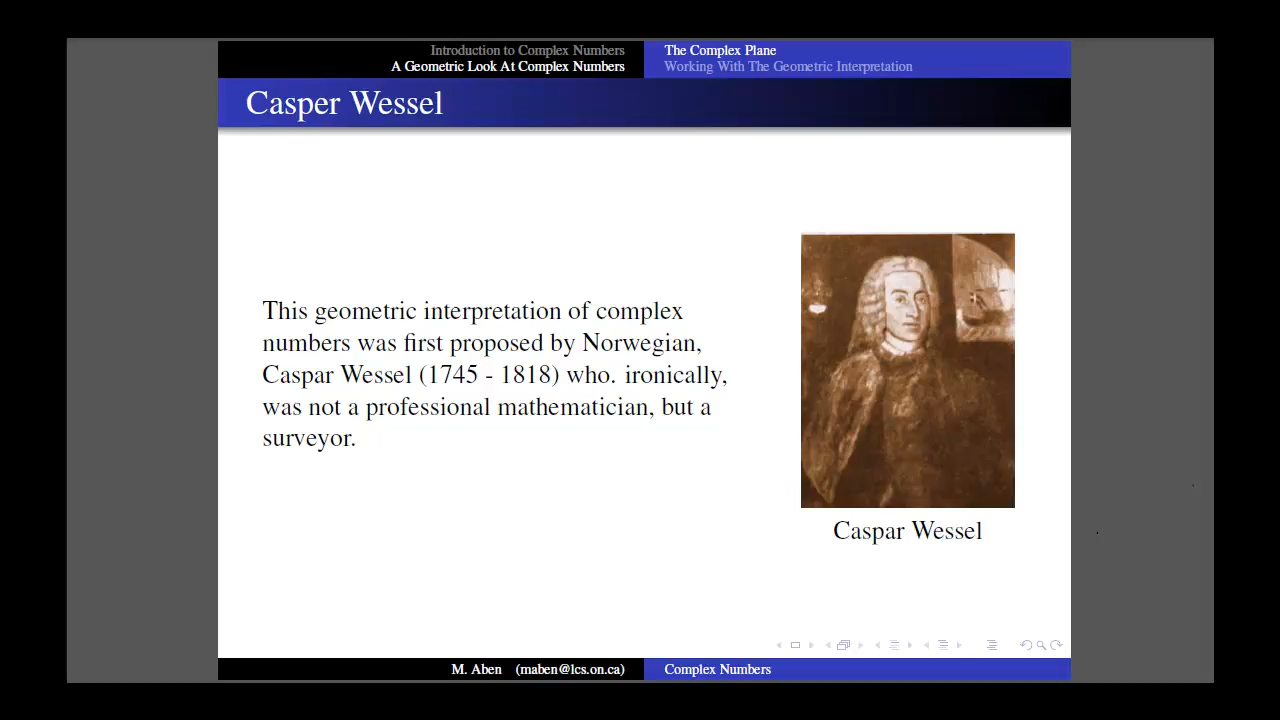 Introduction to Complex Numbers
A Geometric Look At Complex Numbers
The Complex Plane
Working With The Geometric Interpretation
Casper Wessel
This geometric interpretation of complex
numbers was first proposed by Norwegian,
Caspar Wessel (1745 - 1818) who. ironically,
was not a professional mathematician, but a
surveyor.
Caspar Wessel
M. Aben (maben@lcs.on.ca)
Complex Numbers